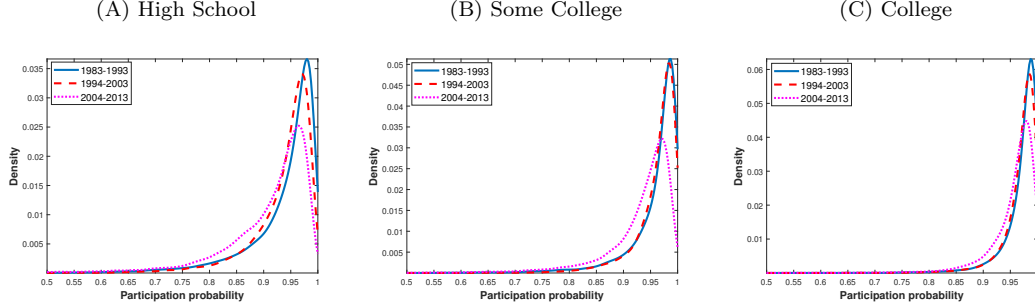 (A) High School
(B) Some College
(C) College
0.035
0.03
0.025
0.02
0.015
0.01
0.005
Density
1983-1993
1994-2003
2004-2013
0.5 0.55 0.6 0.65 0.7 0.75 0.8 0.85 0.9 0.95 1
Participation probability
0.05
0.045
0.04
0.035
0.03
0.025
0.02
0.015
0.01
0.005
Density
1983-1993
1994-2003
2004-2013
0.5 0.55 0.6 0.65 0.7 0.75 0.8 0.85 0.9 0.95 1
Participation probability
0.06
0.05
0.04
0.03
0.02
0.01
Density
1983-1993
1994-2003
2004-2013
0.5 0.55 0.6 0.65 0.7 0.75 0.8 0.85 0.9 0.95
Participation probability